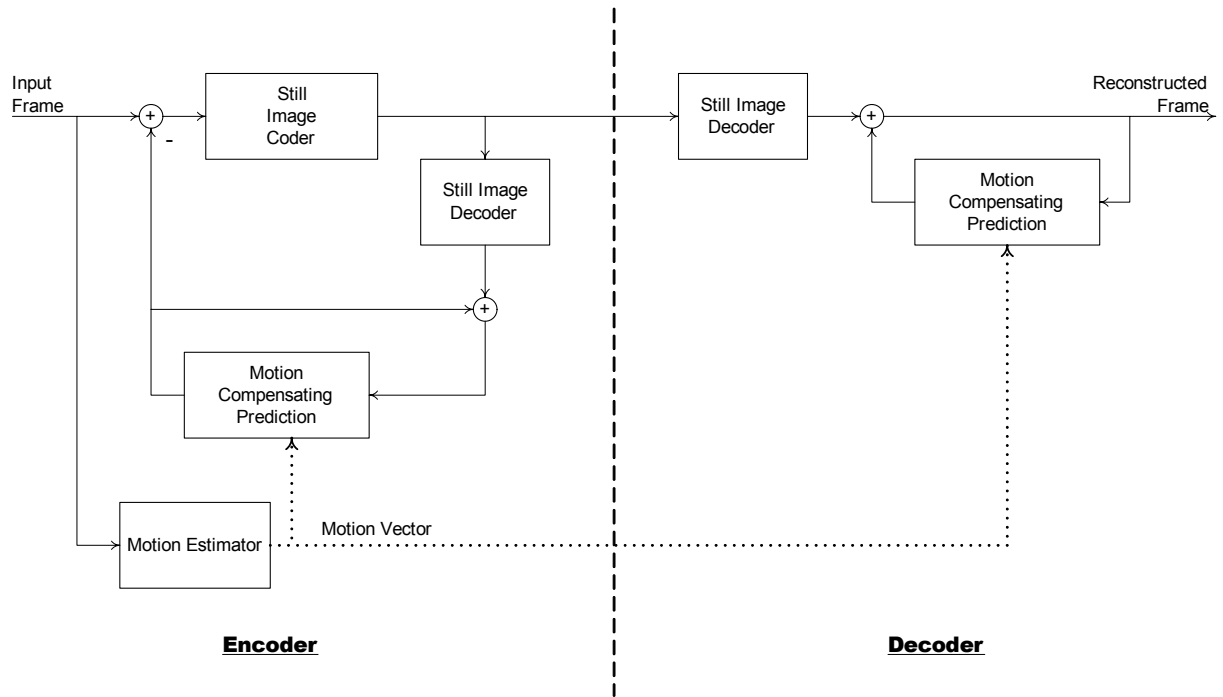 Input
Frame
+
-
Still
Image
Coder
Still Image
Decoder
+
Motion
Compensating
Prediction
Motion Estimator
Motion Vector
Encoder
Still Image
Decoder
+
Reconstructed
Frame
Motion
Compensating
Prediction
Decoder